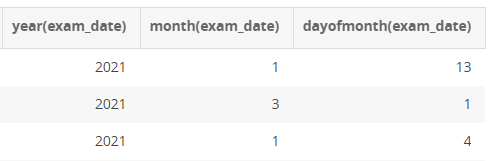 year(exam_date) month(exam_date) dayofmonth(exam_date)
2021 1 13
2021 3 1
2021 1 4